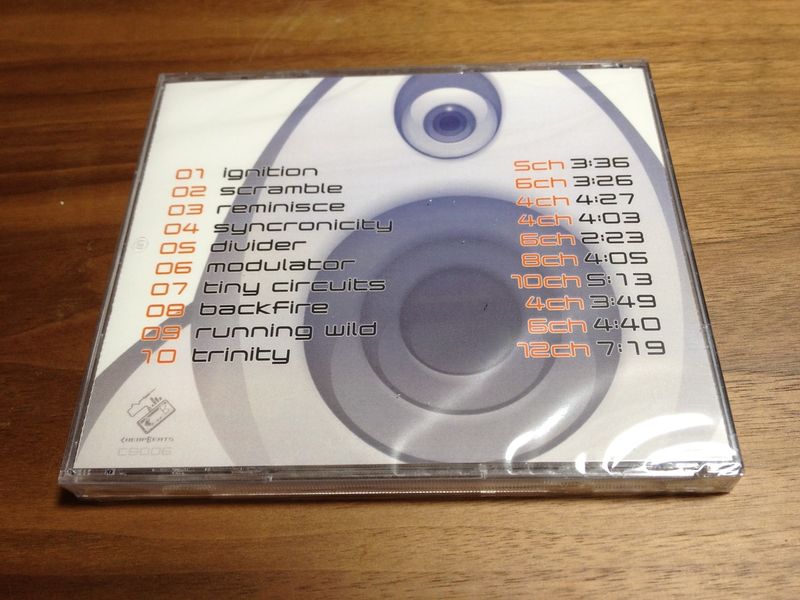 01 ignition 5ch 3:36
02 scramble 6ch 3:26
03 reminisce 4ch 4:27
04 syncronicity 4ch 4:03
05 divider 6ch 2:23
06 modulator 8ch 4:05
07 tiny circuits 10ch 5:13
08 backfire 4ch 3:49
09 running wild 6ch 4:40
10 trinity 12ch 7:19
CHEAPBEATS
CB006